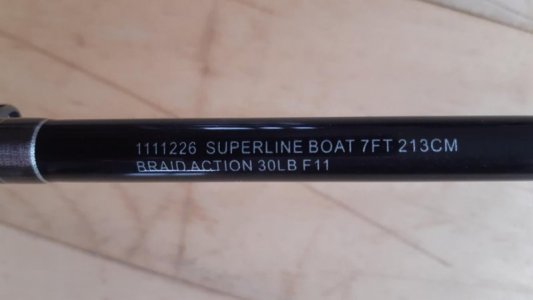 1111226 SUPERLINE BOAT 7FT 213CM
BRAID ACTION 30LB F11